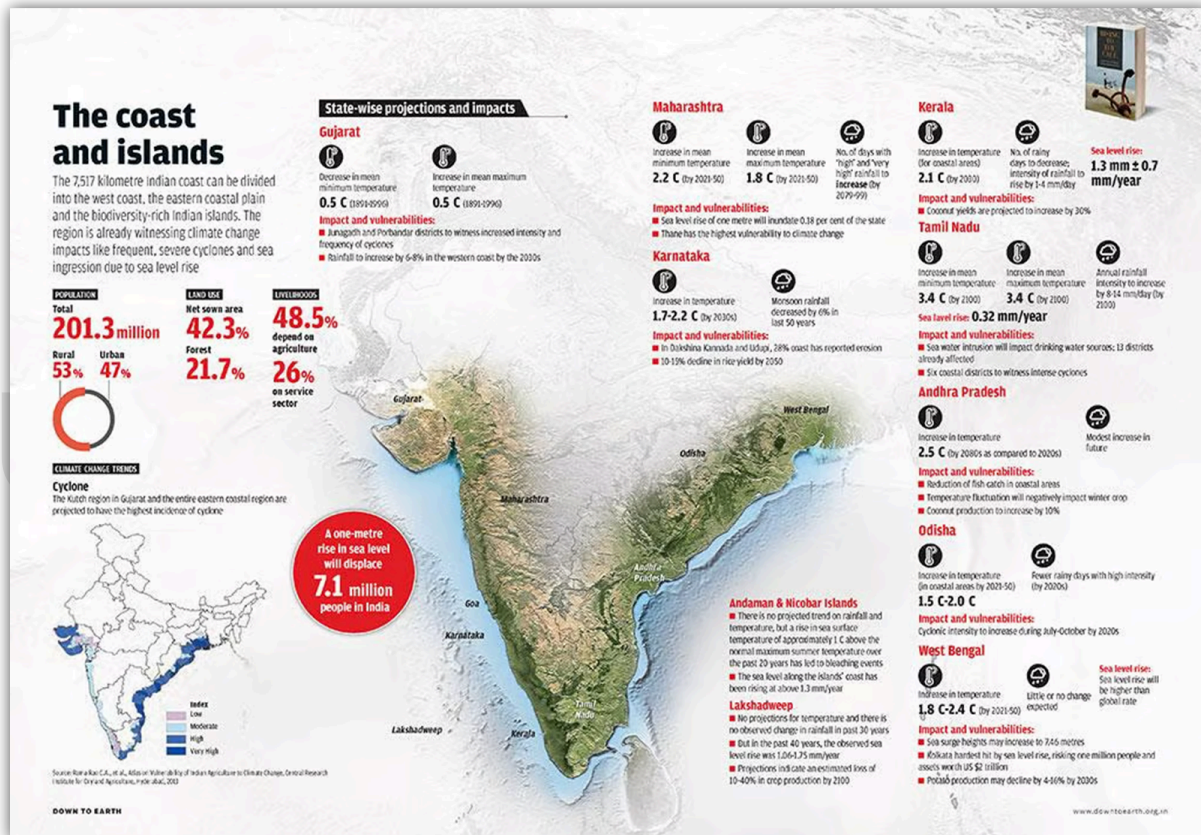 The coast
and islands
The 7,517 kilometre Indian coast can be divided
into the west coast, the eastern coastal plain
and the biodiversity-rich Indian islands. The
region is already witnessing climate change
impacts like frequent, severe cyclones and sea
ingression due to sea level rise
POPULATION
Total
201.3 million
Rural
53%
Urban
47%
LAND USE
Net sown area
42.3%
Forest
21.7%
LIVELIHOODS
48.5%
depend on
agriculture
26%
on service
sector
CLIMATE CHANGE TRENDS
Cyclone
The Kutch region in Gujarat and the entire eastern coastal region are
projected to have the highest incidence of cyclone
Index
Low
Moderate
High
Very High
Source: Rama Rao C.A., et al., Atlas on Vulnerability of Indian Agriculture to Climate Change, Central Research
Institute for Dryland Agriculture, Hyderabad, 2013
DOWN TO EARTH
State-wise projections and impacts
Gujarat
Decrease in mean
minimum temperature
0.5 C (1891-1996)
Increase in mean maximum
temperature
0.5 C (1891-1996)
Impact and vulnerabilities:
Junagadh and Porbandar districts to witness increased intensity and
frequency of cyclones
Rainfall to increase by 6-8% in the western coast by the 2030s
A one-metre
rise in sea level
will displace
7.1 million
people in India
Gujarat
Maharashtra
Goa
Karnataka
Lakshadweep
Kerala
Tamil
Nadu
Andhra
Pradesh
Odisha
West Bengal
Maharashtra
Increase in mean
minimum temperature
2.2 C (by 2021-50)
Increase in mean
maximum temperature
1.8 C (by 2021-50)
No. of days with
'high' and 'very
high' rainfall to
increase (by
2079-99)
Impact and vulnerabilities:
Sea level rise of one metre will inundate 0.18 per cent of the state
Thane has the highest vulnerability to climate change
Karnataka
Increase in temperature
1.7-2.2 C (by 2030s)
Monsoon rainfall
decreased by 6% in
last 50 years
Impact and vulnerabilities:
In Dakshina Kannada and Udupi, 28% coast has reported erosion
10-15% decline in rice yield by 2050
Andaman & Nicobar Islands
There is no projected trend on rainfall and
temperature, but a rise in sea surface
temperature of approximately 1 C above the
normal maximum summer temperature over
the past 20 years has led to bleaching events
The sea level along the islands' coast has
been rising at above 1.3 mm/year
Lakshadweep
No projections for temperature and there is
no observed change in rainfall in past 30 years
But in the past 40 years, the observed sea
level rise was 1.06-1.75 mm/year
Projections indicate an estimated loss of
10-40% in crop production by 2100
Kerala
Increase in temperature
(for coastal areas)
2.1 C
No. of rainy
days to decrease;
intensity of rainfall to
rise by 1-4 mm/day
Sea level rise:
1.3 mm ± 0.7
mm/year
Impact and vulnerabilities:
Coconut yields are projected to increase by 30%
Tamil Nadu
Increase in mean
minimum temperature
3.4 C (by 2100)
Increase in mean
maximum temperature
3.4 C (by 2100)
Annual rainfall
intensity to increase
by 8-14 mm/day (by
2100)
Sea laval rise: 0.32 mm/year
Impact and vulnerabilities:
Sea water intrusion will impact drinking water sources; 13 districts
already affected
Six coastal districts to witness intense cyclones
Andhra Pradesh
Increase in temperature
2.5 C (by 2080s as compared to 2020s)
Modest increase in
future
Impact and vulnerabilities:
Reduction of fish catch in coastal areas
Temperature fluctuation will negatively impact winter crop
Coconut production to increase by 10%
Odisha
Increase in temperature
(in coastal areas by 2021-50)
1.5 C-2.0 C
Fewer rainy days with high intensity
(by 2020s)
Impact and vulnerabilities:
Cyclonic intensity to increase during July-October by 2020s
West Bengal
Increase in temperature
1.8 C-2.4 C (by 2021-50)
Little or no change
expected
Sea level rise:
Sea level rise will
be higher than
global rate
Impact and vulnerabilities:
Sea surge heights may increase to 7.46 metres
Kolkata hardest hit by sea level rise, risking one million people and
assets worth US $2 trillion
Potato production may decline by 4-16% by 2030s
www.downtoearth.org.in